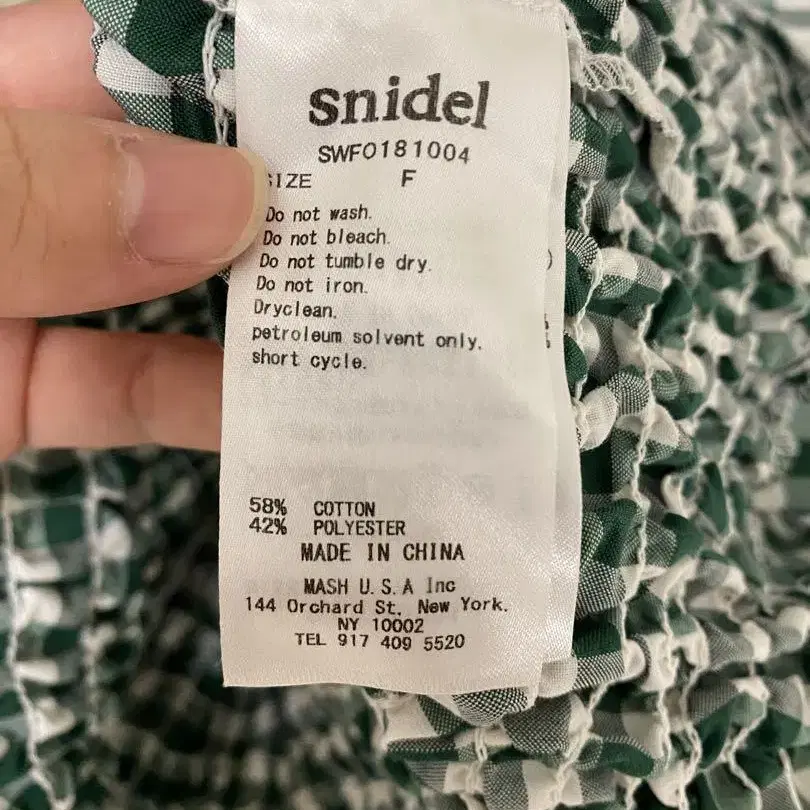 snidel
SWFO181004
SIZE F
Do not wash.
Do not bleach.
Do not tumble dry.
Do not iron.
Dryclean.
petroleum solvent only.
short cycle.
58% COTTON
42% POLYESTER
MADE IN CHINA
MASH U.S.A Inc
144 Orchard St, New York.
NY 10002
TEL 917 409 5520